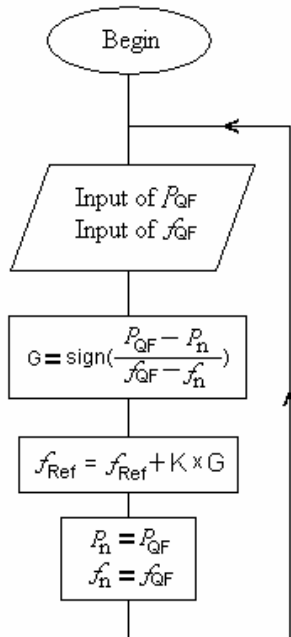 Begin
Input of P_QF
Input of f_QF
G = sign((P_QF − P_n)/(f_QF − f_n))
f_Ref = f_Ref + K × G
P_n = P_QF
f_n = f_QF